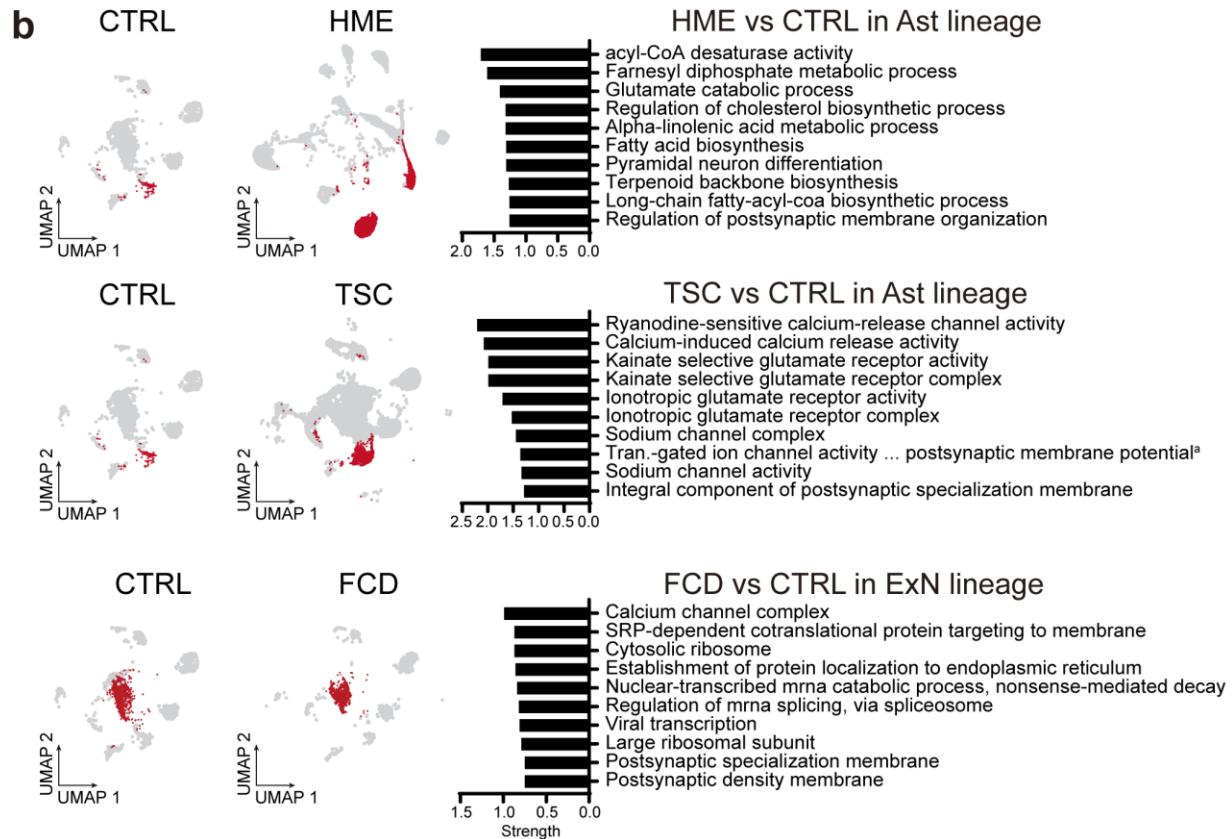 b
CTRL
HME
HME vs CTRL in Ast lineage
acyl-CoA desaturase activity
Farnesyl diphosphate metabolic process
Glutamate catabolic process
Regulation of cholesterol biosynthetic process
Alpha-linolenic acid metabolic process
Fatty acid biosynthesis
Pyramidal neuron differentiation
Terpenoid backbone biosynthesis
Long-chain fatty-acyl-coa biosynthetic process
Regulation of postsynaptic membrane organization
UMAP 2
UMAP 1
UMAP 2
UMAP 1
2.0 1.5 1.0 0.5 0.0
CTRL
TSC
TSC vs CTRL in Ast lineage
Ryanodine-sensitive calcium-release channel activity
Calcium-induced calcium release activity
Kainate selective glutamate receptor activity
Kainate selective glutamate receptor complex
Ionotropic glutamate receptor activity
Ionotropic glutamate receptor complex
Sodium channel complex
Tran.-gated ion channel activity ... postsynaptic membrane potentialᵃ
Sodium channel activity
Integral component of postsynaptic specialization membrane
UMAP 2
UMAP 1
UMAP 2
UMAP 1
2.5 2.0 1.5 1.0 0.5 0.0
CTRL
FCD
FCD vs CTRL in ExN lineage
Calcium channel complex
SRP-dependent cotranslational protein targeting to membrane
Cytosolic ribosome
Establishment of protein localization to endoplasmic reticulum
Nuclear-transcribed mrna catabolic process, nonsense-mediated decay
Regulation of mrna splicing, via spliceosome
Viral transcription
Large ribosomal subunit
Postsynaptic specialization membrane
Postsynaptic density membrane
UMAP 2
UMAP 1
UMAP 2
UMAP 1
1.5 1.0 0.5 0.0
Strength